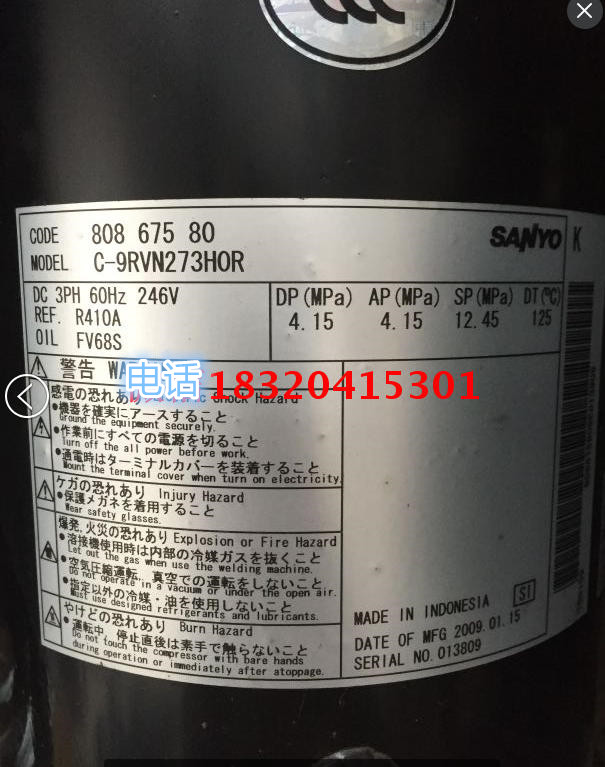 CODE 808 675 80
SANYO K
MODEL C-9RVN273HOR
DC 3PH 60Hz 246V
REF. R410A
OIL FV68S
DP(MPa) AP(MPa) SP(MPa) DT(℃)
4.15 4.15 12.45 125
警告 WA
电话 18320415301
感電の恐れあり Shock Hazard
•機器を確実にアースすること
Ground the equipment securely.
•作業前にすべての電源を切ること
Turn off the all power before work.
•通電時はターミナルカバーを装着すること
Mount the terminal cover when turn on electricity
ケガの恐れあり Injury Hazard
•保護メガネを着用すること
Wear safety glasses.
爆発,火災の恐れあり Explosion or Fire Hazard
•溶接機使用時は内部の冷媒ガスを抜くこと
Let out the gas when use the welding machine.
•空気圧縮運転、真空での運転をしないこと
Do not operate in a vacuum or under the open air.
•指定以外の冷媒・油を使用しないこと
Must use designed refrigerants and lubricants.
やけどの恐れあり Burn Hazard
•運転中、停止直後は素手で触らないこと
Do not touch the compressor with bare hands
during operation or immediately after atoppage.
SI
MADE IN INDONESIA
DATE OF MFG 2009.01.15
SERIAL NO.013809